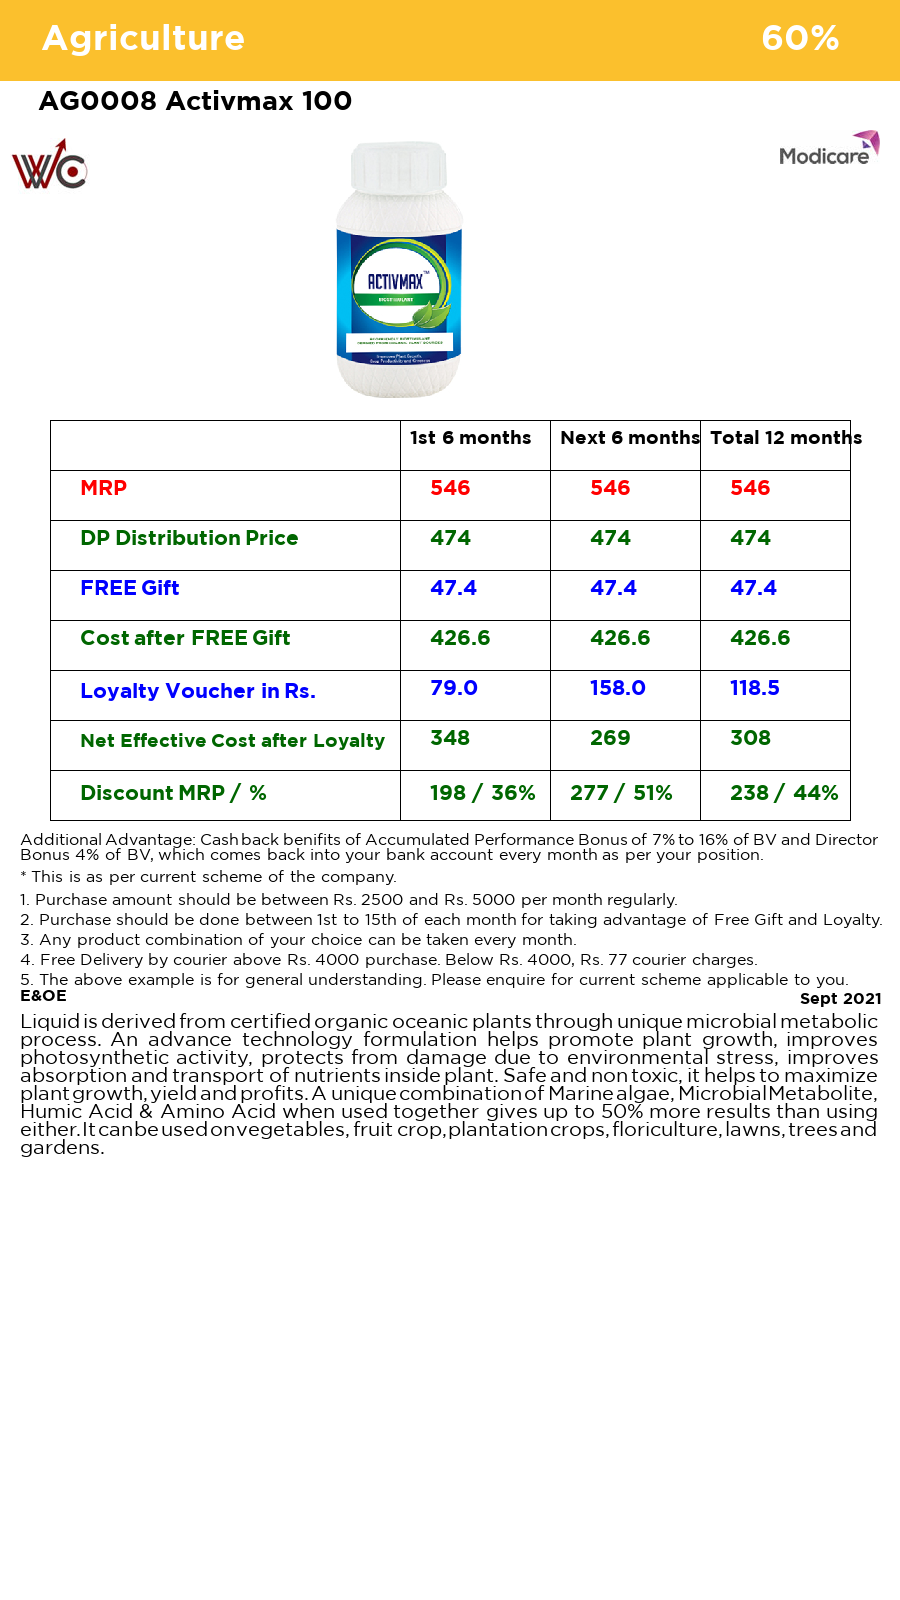 Agriculture 60%
AG0008 Activmax 100
WC
Modicare
ACTIVMAX™
BIOSTIMULANT
1st 6 months Next 6 months Total 12 months
MRP 546 546 546
DP Distribution Price 474 474 474
FREE Gift 47.4 47.4 47.4
Cost after FREE Gift 426.6 426.6 426.6
Loyalty Voucher in Rs. 79.0 158.0 118.5
Net Effective Cost after Loyalty 348 269 308
Discount MRP / % 198 / 36% 277 / 51% 238 / 44%
Additional Advantage: Cash back benifits of Accumulated Performance Bonus of 7% to 16% of BV and Director
Bonus 4% of BV, which comes back into your bank account every month as per your position.
* This is as per current scheme of the company.
1. Purchase amount should be between Rs. 2500 and Rs. 5000 per month regularly.
2. Purchase should be done between 1st to 15th of each month for taking advantage of Free Gift and Loyalty.
3. Any product combination of your choice can be taken every month.
4. Free Delivery by courier above Rs. 4000 purchase. Below Rs. 4000, Rs. 77 courier charges.
5. The above example is for general understanding. Please enquire for current scheme applicable to you.
E&OE Sept 2021
Liquid is derived from certified organic oceanic plants through unique microbial metabolic
process. An advance technology formulation helps promote plant growth, improves
photosynthetic activity, protects from damage due to environmental stress, improves
absorption and transport of nutrients inside plant. Safe and non toxic, it helps to maximize
plant growth, yield and profits. A unique combination of Marine algae, Microbial Metabolite,
Humic Acid & Amino Acid when used together gives up to 50% more results than using
either. It can be used on vegetables, fruit crop, plantation crops, floriculture, lawns, trees and
gardens.